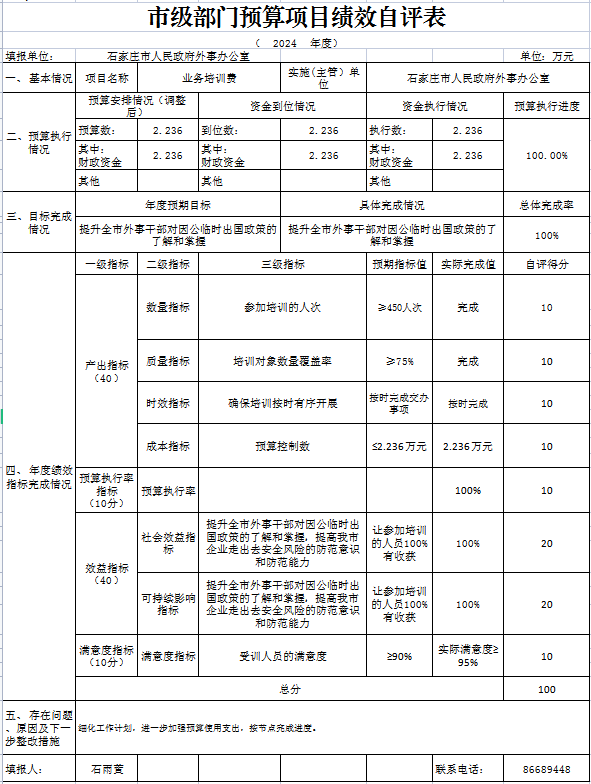 市级部门预算项目绩效自评表
（ 2024 年度）
填报单位： 石家庄市人民政府外事办公室 单位：万元
一、基本情况 项目名称 业务培训费 实施(主管）单位 石家庄市人民政府外事办公室
二、预算执行情况 预算安排情况（调整后） 资金到位情况 资金执行情况 预算执行进度
预算数： 2.236 到位数： 2.236 执行数： 2.236 100.00%
其中：
财政资金 2.236 其中：
财政资金 2.236 其中：
财政资金 2.236
其他 其他 其他
三、目标完成情况 年度预期目标 具体完成情况 总体完成率
提升全市外事干部对因公临时出国政策的了解和掌握 提升全市外事干部对因公临时出国政策的了解和掌握 100%
四、年度绩效指标完成情况 一级指标 二级指标 三级指标 预期指标值 实际完成值 自评得分
产出指标（40） 数量指标 参加培训的人次 ≥450人次 完成 10
质量指标 培训对象数量覆盖率 ≥75% 完成 10
时效指标 确保培训按时有序开展 按时完成交办事项 按时完成 10
成本指标 预算控制数 ≤2.236万元 2.236万元 10
预算执行率指标（10分） 预算执行率 100% 10
效益指标（40） 社会效益指标 提升全市外事干部对因公临时出国政策的了解和掌握，提高我市企业走出去安全风险的防范意识和防范能力 让参加培训的人员100%有收获 100% 20
可持续影响指标 提升全市外事干部对因公临时出国政策的了解和掌握，提高我市企业走出去安全风险的防范意识和防范能力 让参加培训的人员100%有收获 100% 20
满意度指标（10分） 满意度指标 受训人员的满意度 ≥90% 实际满意度≥95% 10
总分 100
五、存在问题、原因及下一步整改措施 细化工作计划，进一步加强预算使用支出，按节点完成进度。
填报人： 石雨萱 联系电话： 86689448